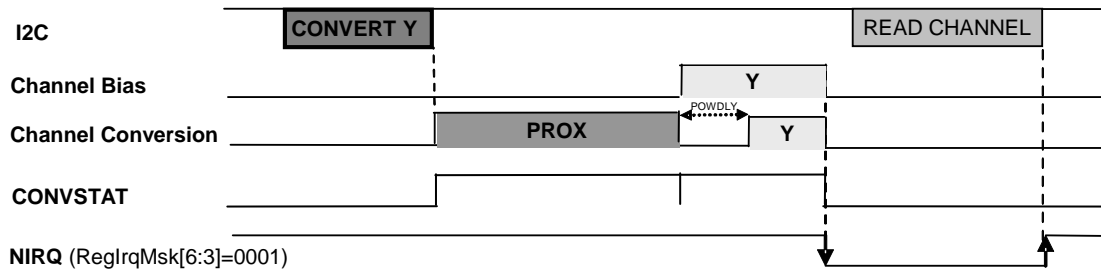 I2C
CONVERT Y
READ CHANNEL
Channel Bias
Y
POWDLY
Channel Conversion
PROX
Y
CONVSTAT
NIRQ (RegIrqMsk[6:3]=0001)